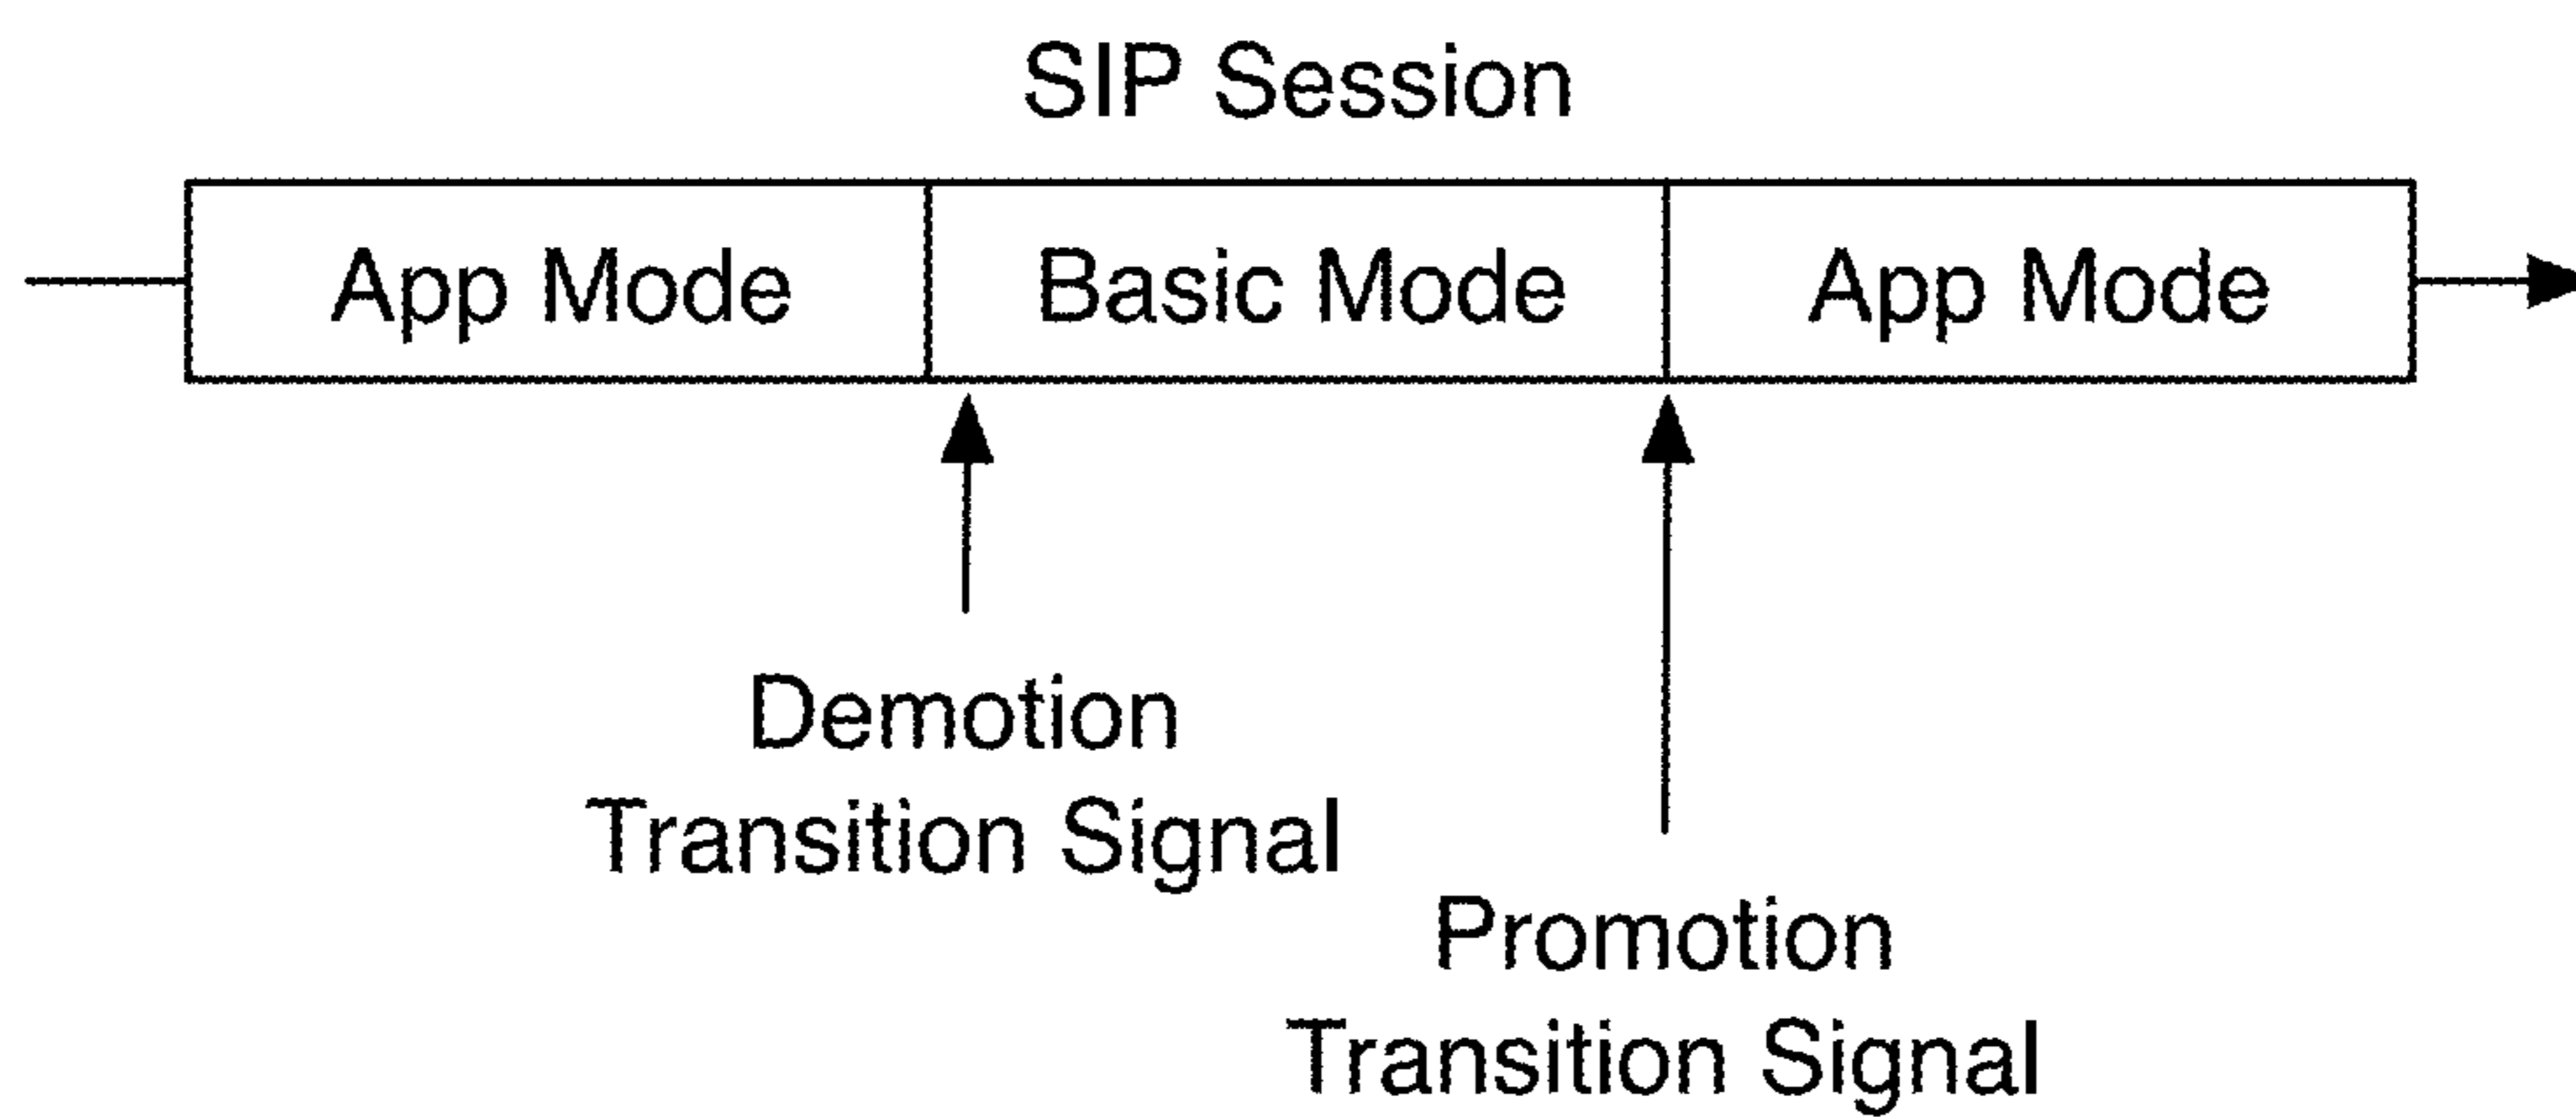 SIP Session
App Mode
Basic Mode
App Mode
Demotion
Transition Signal
Promotion
Transition Signal